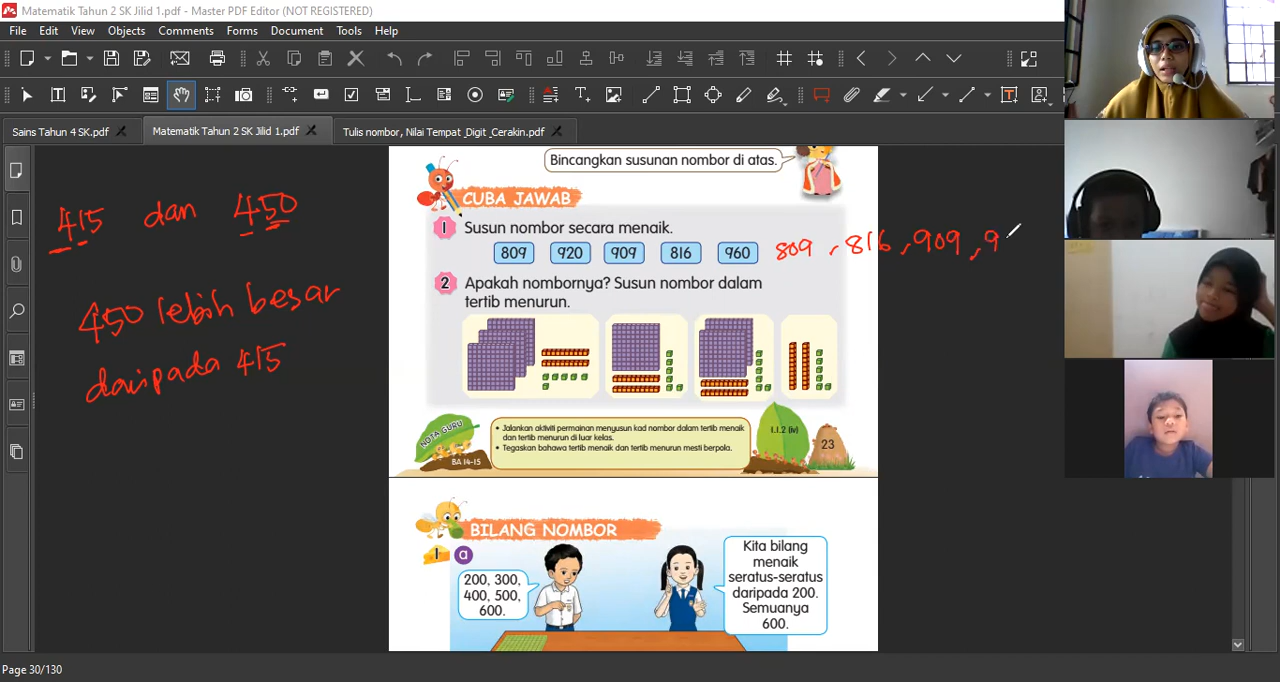 Matematik Tahun 2 SK Jilid 1.pdf - Master PDF Editor (NOT REGISTERED)
File Edit View Objects Comments Forms Document Tools Help
Sains Tahun 4 SK.pdf Matematik Tahun 2 SK Jilid 1.pdf Tulis nombor, Nilai Tempat ,Digit ,Cerakin.pdf
415 dan 450
450 lebih besar
daripada 415
Bincangkan susunan nombor di atas.
CUBA JAWAB
1 Susun nombor secara menaik.
809 920 909 816 960
809 , 816 , 909 , 9
2 Apakah nombornya? Susun nombor dalam
tertib menurun.
NOTA GURU
BA 14-15
• Jalankan aktiviti permainan menyusun kad nombor dalam tertib menaik
dan tertib menurun di luar kelas.
• Tegaskan bahawa tertib menaik dan tertib menurun mesti berpola.
1.1.2 (iv)
23
BILANG NOMBOR
1 a
200, 300,
400, 500,
600.
Kita bilang
menaik
seratus-seratus
daripada 200.
Semuanya
600.
Page 30/130